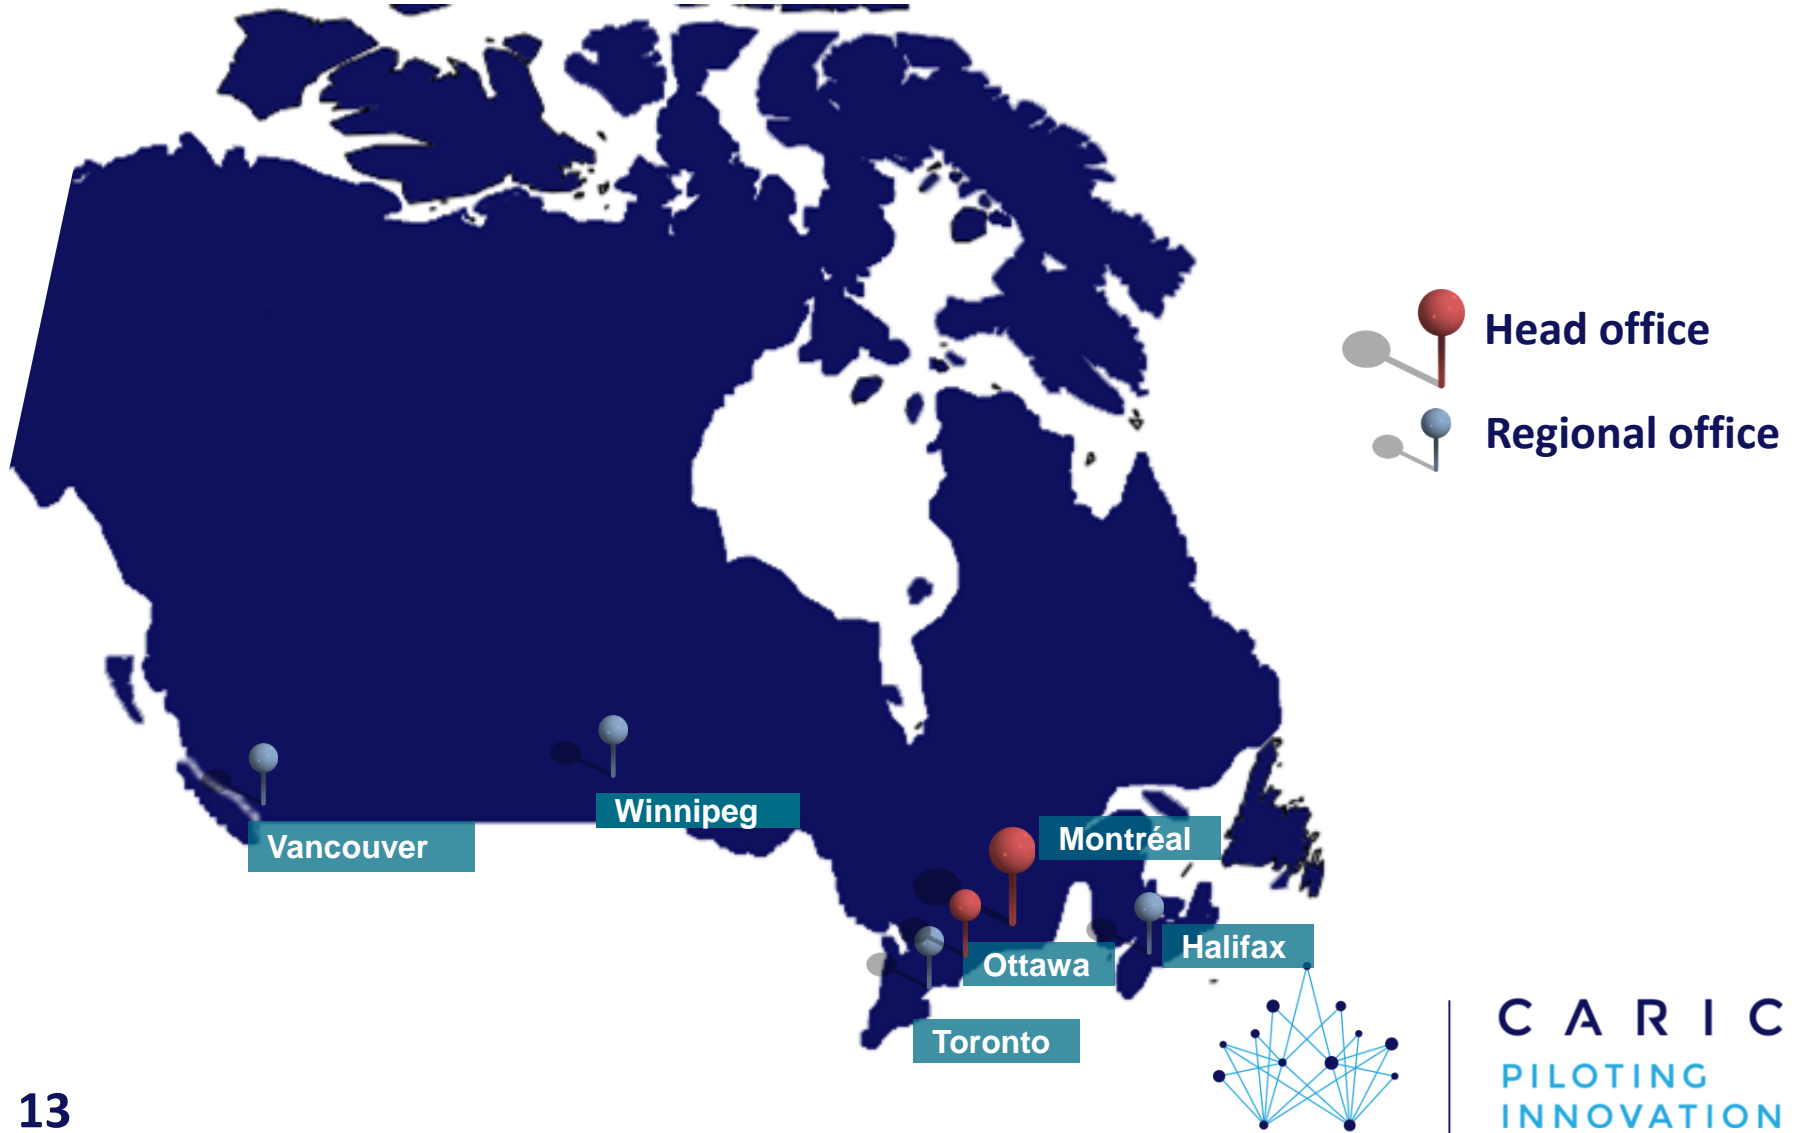 Head office
Regional office
Winnipeg
Vancouver
Montréal
Halifax
Ottawa
Toronto
CARIC
PILOTING
INNOVATION
13